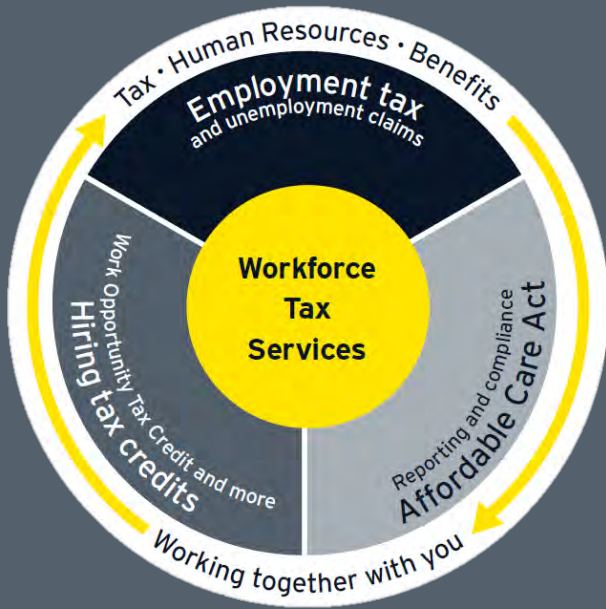 Tax · Human Resources · Benefits
Employment tax
and unemployment claims
Workforce
Tax
Services
Reporting and compliance
Affordable Care Act
Work Opportunity Tax Credit and more
Hiring tax credits
Working together with you